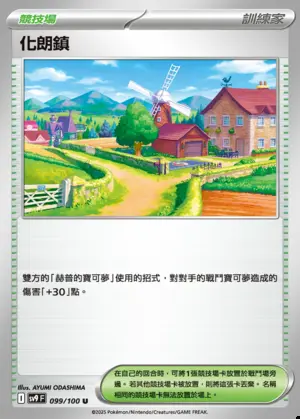 競技場
訓練家
化朗鎮
雙方的「赫普的寶可夢」使用的招式，對對手的戰鬥寶可夢造成的
傷害「+30」點。
Illus. AYUMI ODASHIMA
I SV9 F 099/100 U
在自己的回合時，可將1張競技場卡放置於戰鬥場
旁。若其他競技場卡被放置，則將這張卡丟棄。名稱
相同的競技場卡無法放置於場上。
©2025 Pokémon/Nintendo/Creatures/GAME FREAK.